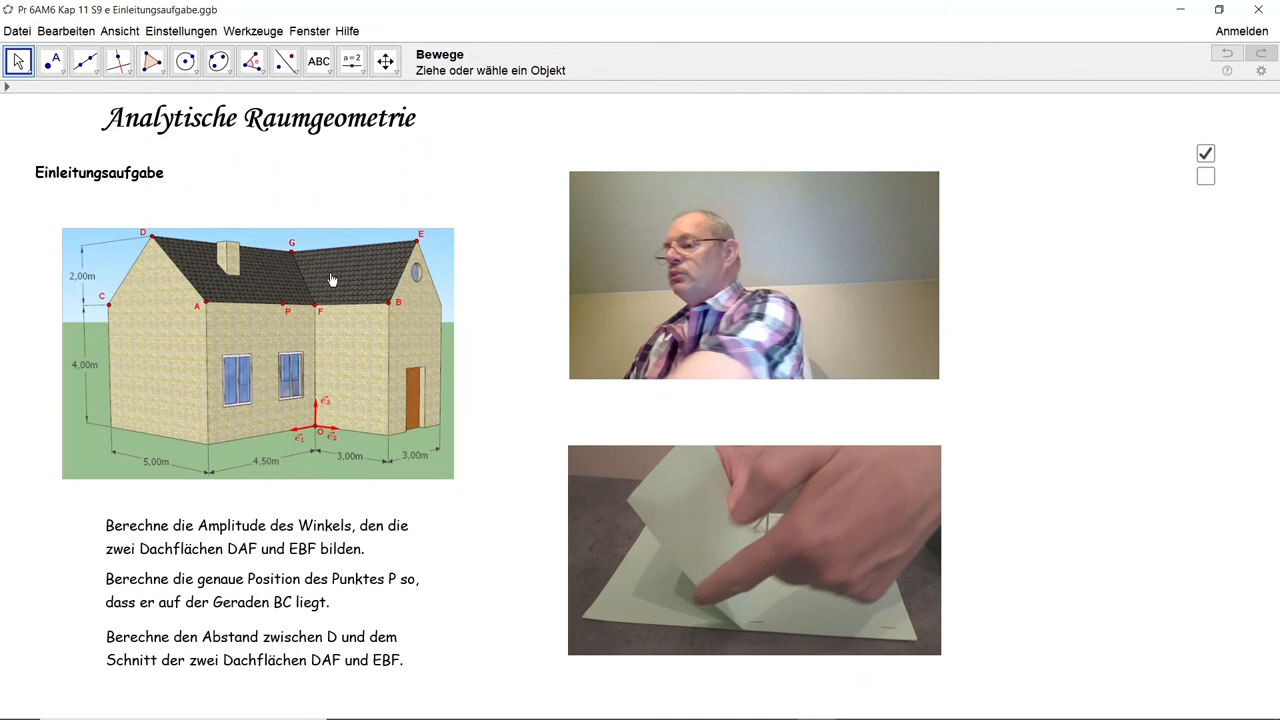 Pr 6AM6 Kap 11 S9 e Einleitungsaufgabe.ggb
Datei Bearbeiten Ansicht Einstellungen Werkzeuge Fenster Hilfe
Anmelden
A
ABC
a=2
Bewege
Ziehe oder wähle ein Objekt
Analytische Raumgeometrie
Einleitungsaufgabe
D
E
G
2,00m
C
A
P
F
B
4,00m
e₃
O
e₁
e₂
5,00m
4,50m
3,00m
3,00m
Berechne die Amplitude des Winkels, den die
zwei Dachflächen DAF und EBF bilden.
Berechne die genaue Position des Punktes P so,
dass er auf der Geraden BC liegt.
Berechne den Abstand zwischen D und dem
Schnitt der zwei Dachflächen DAF und EBF.